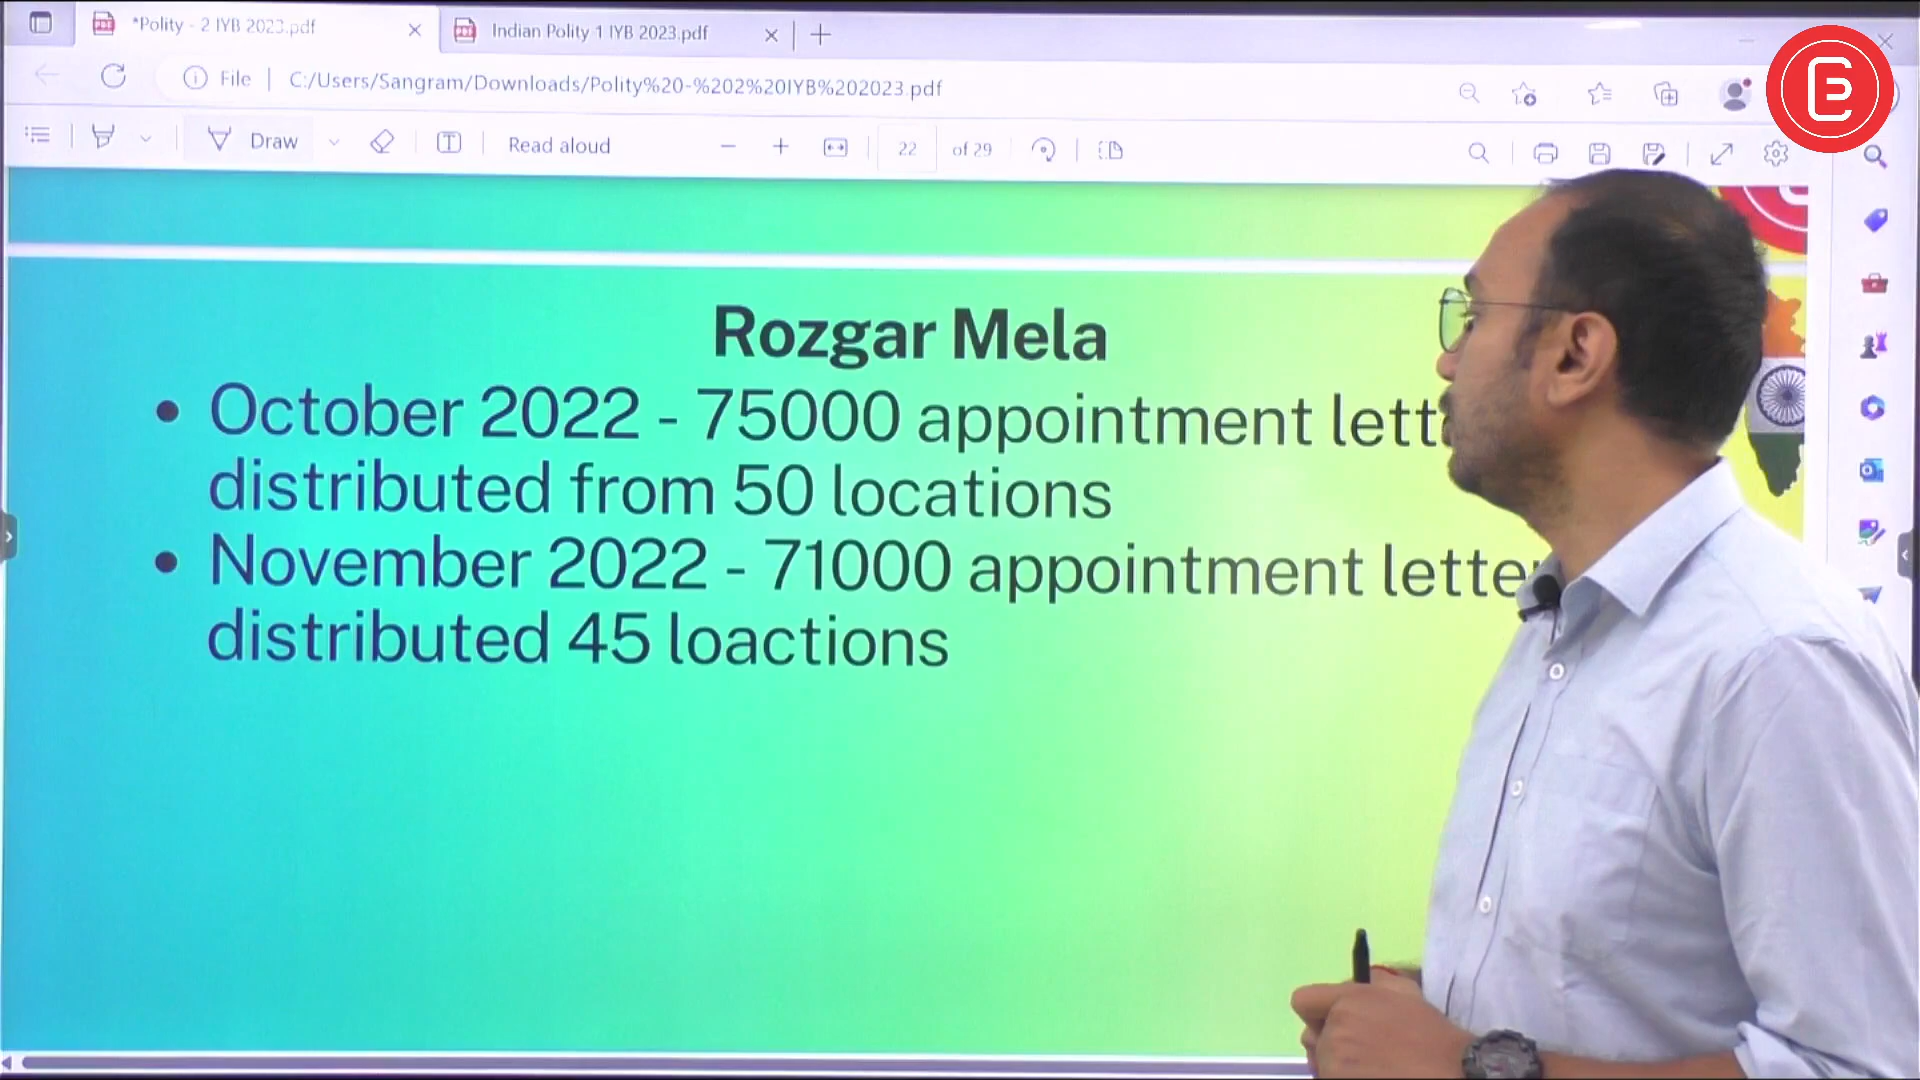 *Polity - 2 IYB 2023.pdf
Indian Polity 1 IYB 2023.pdf
File
C:/Users/Sangram/Downloads/Polity%20-%202%20IYB%202023.pdf
Draw
Read aloud
22
of 29
Rozgar Mela
• October 2022 - 75000 appointment lett
distributed from 50 locations
• November 2022 - 71000 appointment letter
distributed 45 loactions